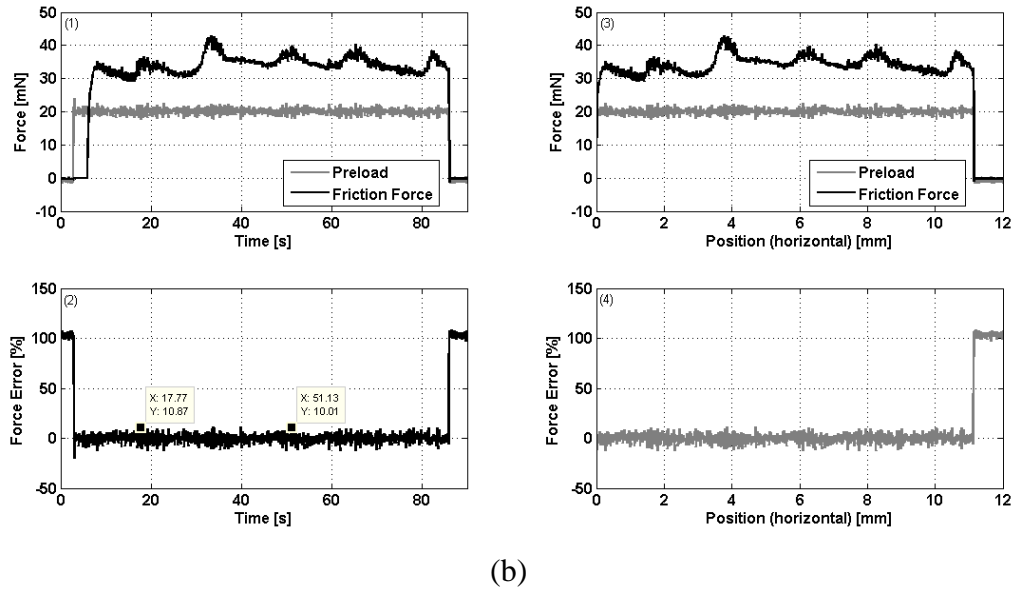 (1)
50
40
30
20
10
0
-10
Force [mN]
Preload
Friction Force
0 20 40 60 80
Time [s]
(3)
50
40
30
20
10
0
-10
Force [mN]
Preload
Friction Force
0 2 4 6 8 10 12
Position (horizontal) [mm]
(2)
150
100
50
0
-50
Force Error [%]
X: 17.77
Y: 10.87
X: 51.13
Y: 10.01
0 20 40 60 80
Time [s]
(4)
150
100
50
0
-50
Force Error [%]
0 2 4 6 8 10 12
Position (horizontal) [mm]
(b)